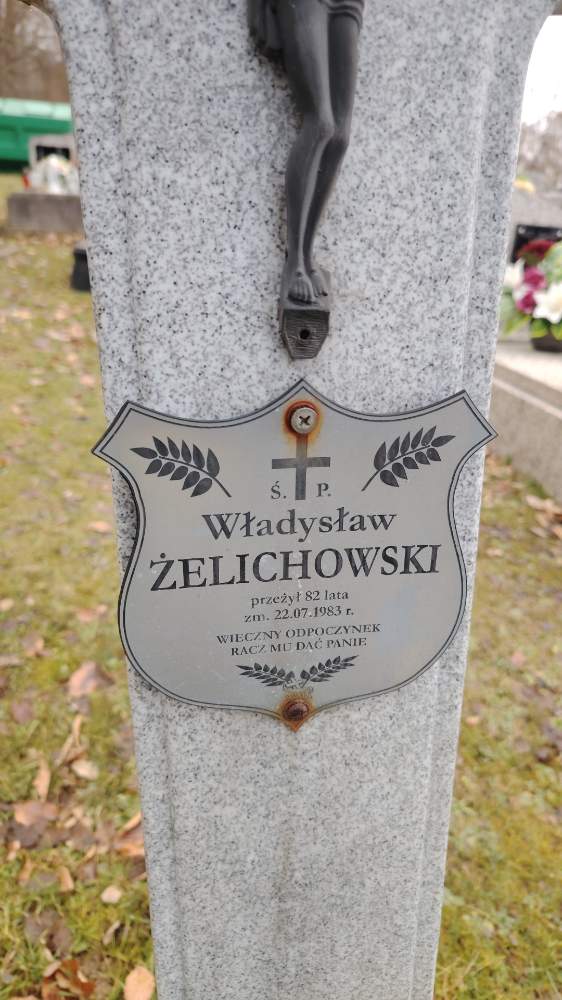 Ś. P.
Władysław
ŻELICHOWSKI
przeżył 82 lata
zm. 22.07.1983 r.
WIECZNY ODPOCZYNEK
RACZ MU DAĆ PANIE